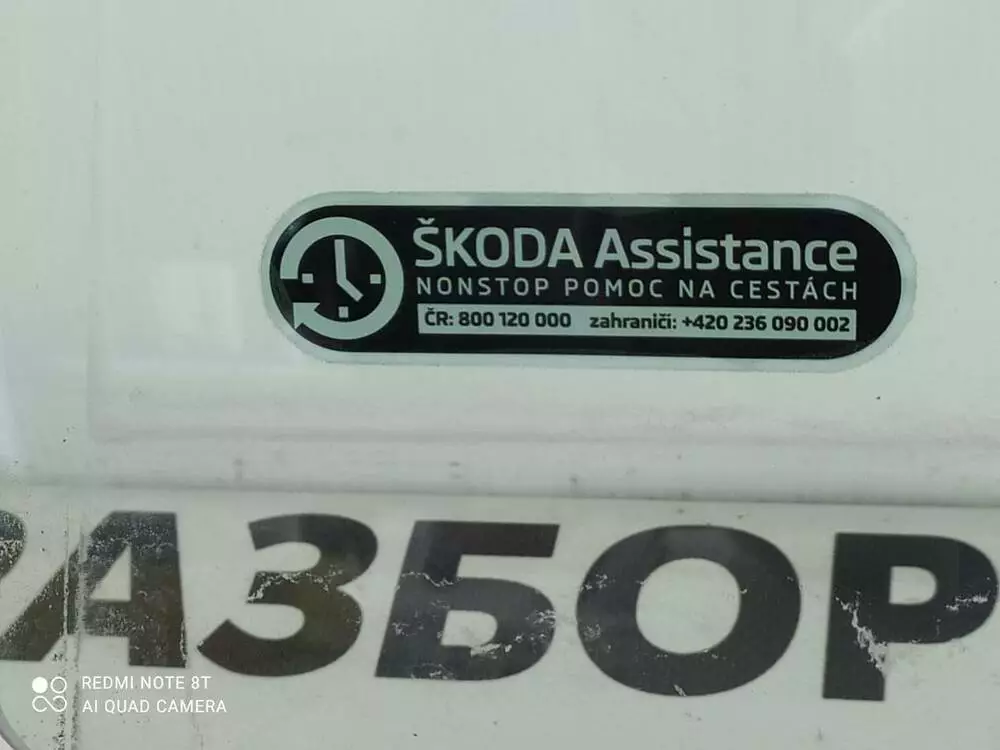 ŠKODA Assistance
NONSTOP POMOC NA CESTÁCH
ČR: 800 120 000 zahraničí: +420 236 090 002
РАЗБОР
REDMI NOTE 8T
AI QUAD CAMERA